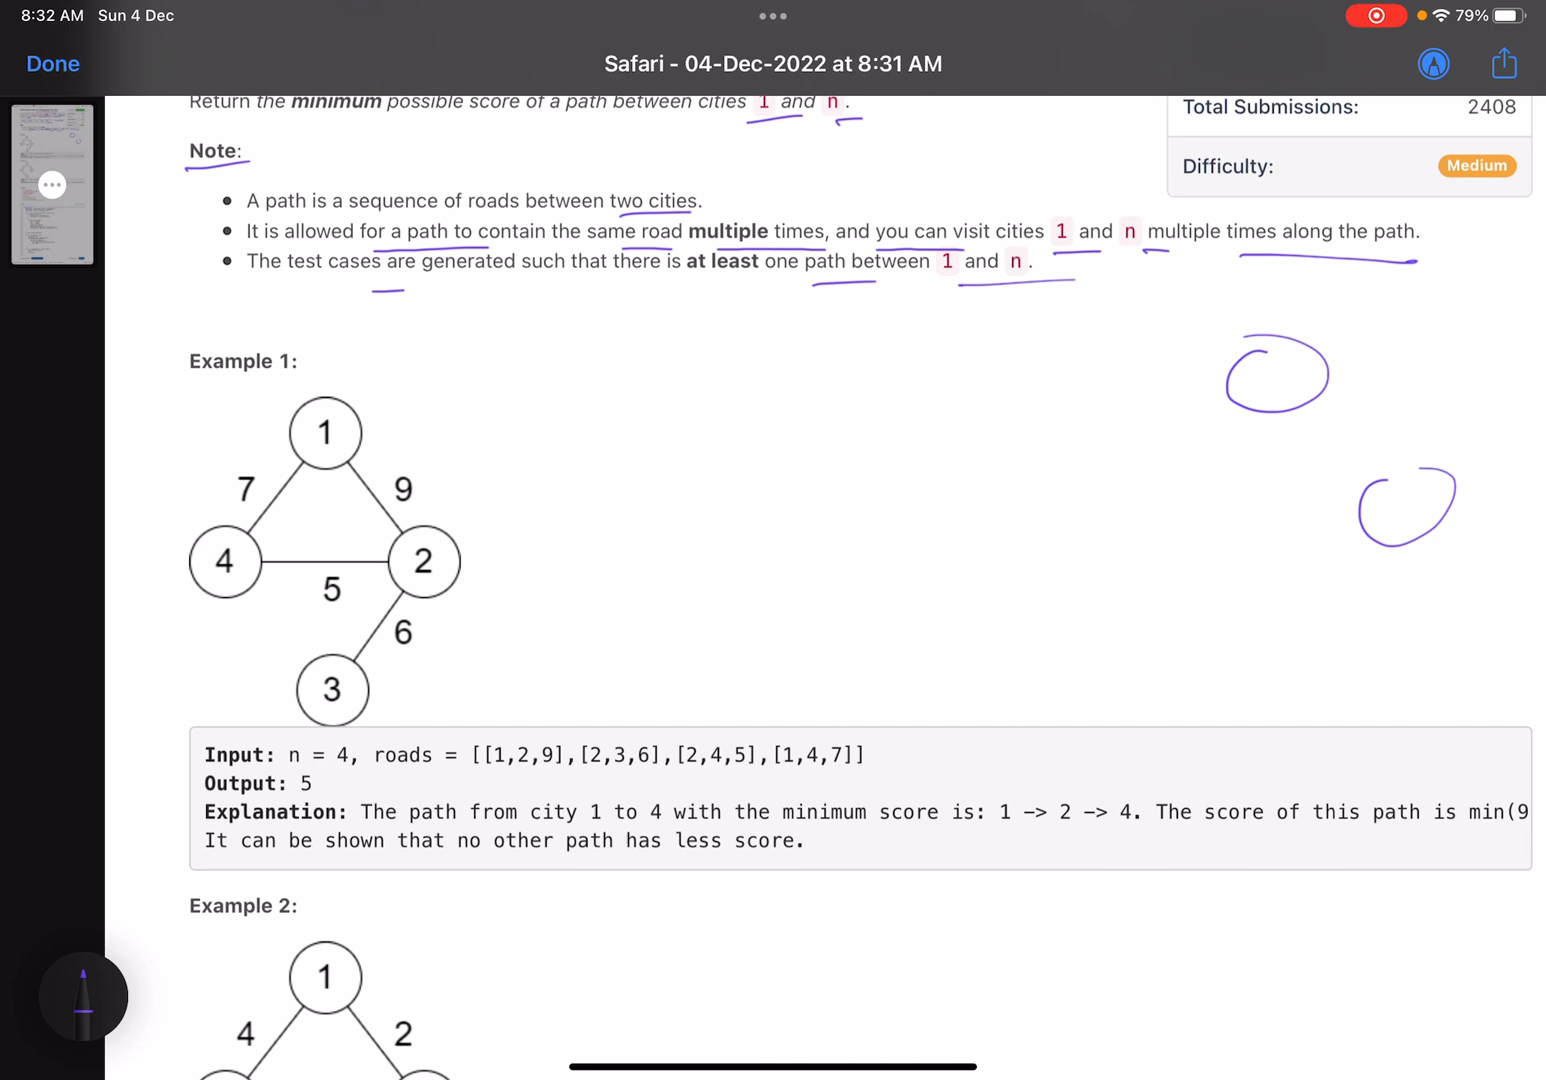 8:32 AM Sun 4 Dec
79%
Done
Safari - 04-Dec-2022 at 8:31 AM
Return the minimum possible score of a path between cities 1 and n.
Total Submissions: 2408
Note:
Difficulty: Medium
A path is a sequence of roads between two cities.
It is allowed for a path to contain the same road multiple times, and you can visit cities 1 and n multiple times along the path.
The test cases are generated such that there is at least one path between 1 and n.
Example 1:
1
7 9
4 2
5
6
3
Input: n = 4, roads = [[1,2,9],[2,3,6],[2,4,5],[1,4,7]]
Output: 5
Explanation: The path from city 1 to 4 with the minimum score is: 1 -> 2 -> 4. The score of this path is min(9
It can be shown that no other path has less score.
Example 2:
1
4 2